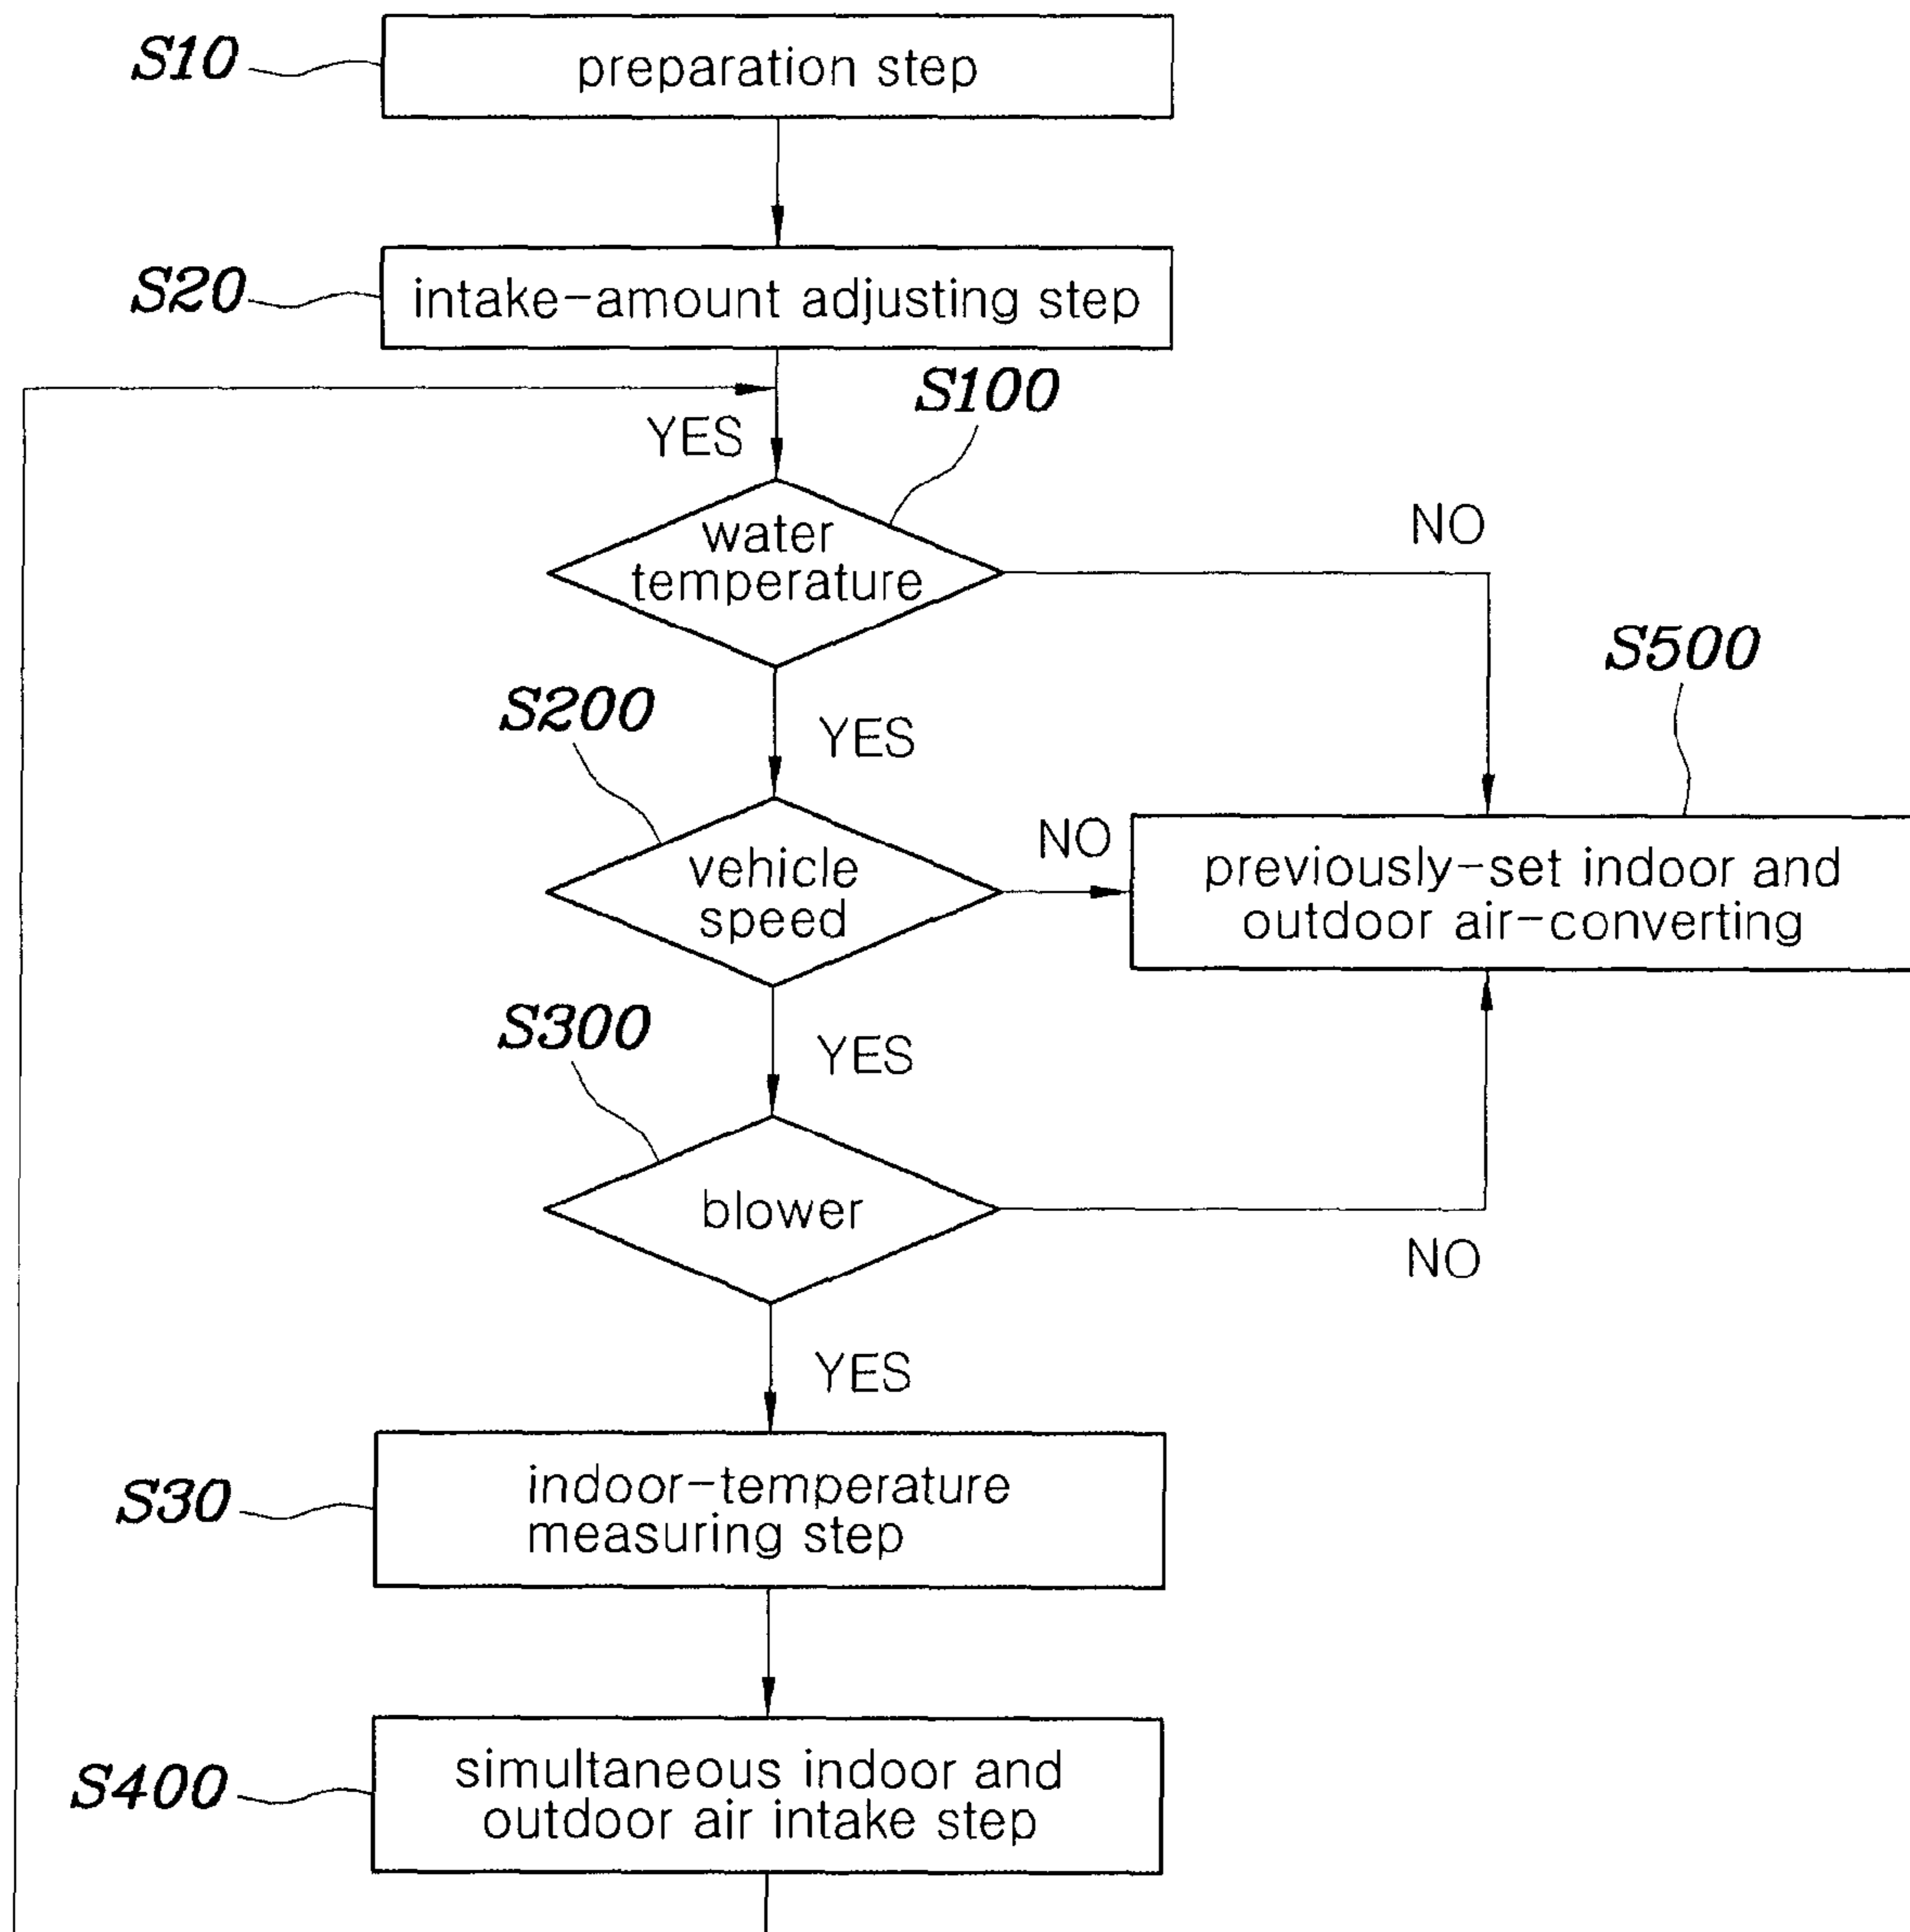 S10
preparation step
S20
intake-amount adjusting step
S100
YES
water
temperature
NO
S500
S200
YES
vehicle
speed
NO
previously-set indoor and
outdoor air-converting
S300
YES
blower
NO
YES
S30
indoor-temperature
measuring step
S400
simultaneous indoor and
outdoor air intake step